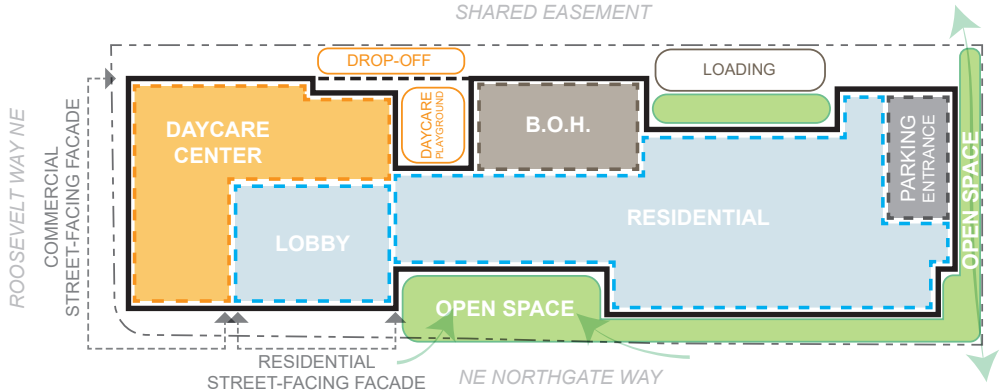 SHARED EASEMENT
DROP-OFF
LOADING
DAYCARE
PLAYGROUND
B.O.H.
DAYCARE
CENTER
PARKING
ENTRANCE
OPEN SPACE
ROOSEVELT WAY NE
COMMERCIAL
STREET-FACING FACADE
LOBBY
RESIDENTIAL
OPEN SPACE
RESIDENTIAL
STREET-FACING FACADE
NE NORTHGATE WAY